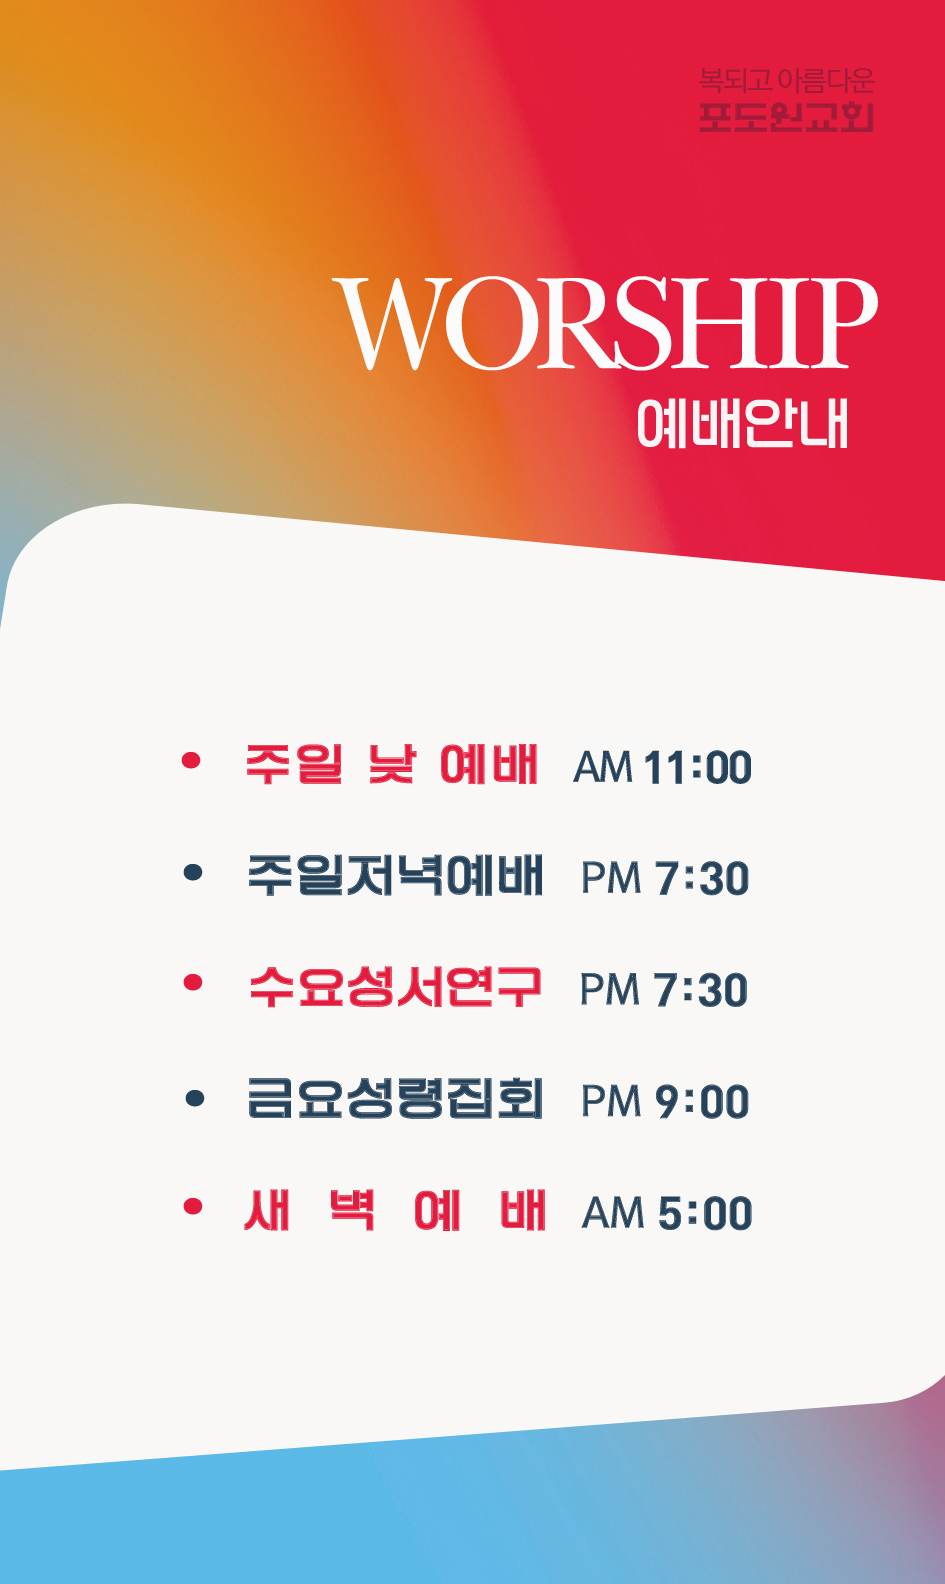 복되고 아름다운
포도원교회
WORSHIP
예배안내
• 주일 낮 예배 AM 11:00
• 주일저녁예배 PM 7:30
• 수요성서연구 PM 7:30
• 금요성령집회 PM 9:00
• 새 벽 예 배 AM 5:00